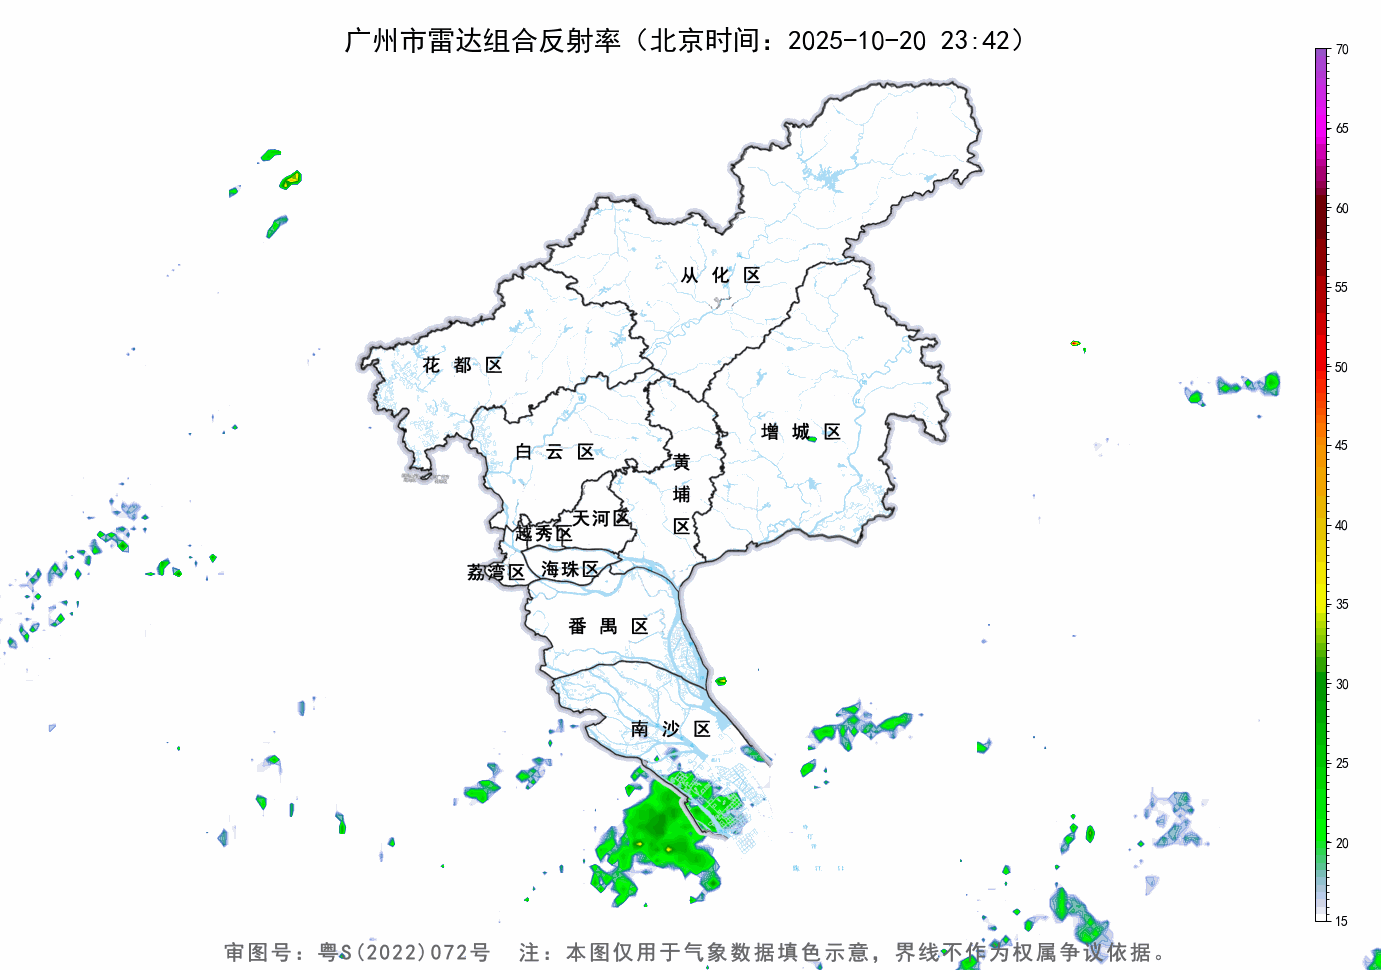 广州市雷达组合反射率（北京时间：2025-10-20 23:42）
70
65
60
55
50
45
40
35
30
25
20
15
从化区
花都区
增城区
白云区
黄埔区
天河区
越秀区
荔湾区
海珠区
番禺区
南沙区
审图号：粤S(2022)072号 注：本图仅用于气象数据填色示意，界线不作为权属争议依据。